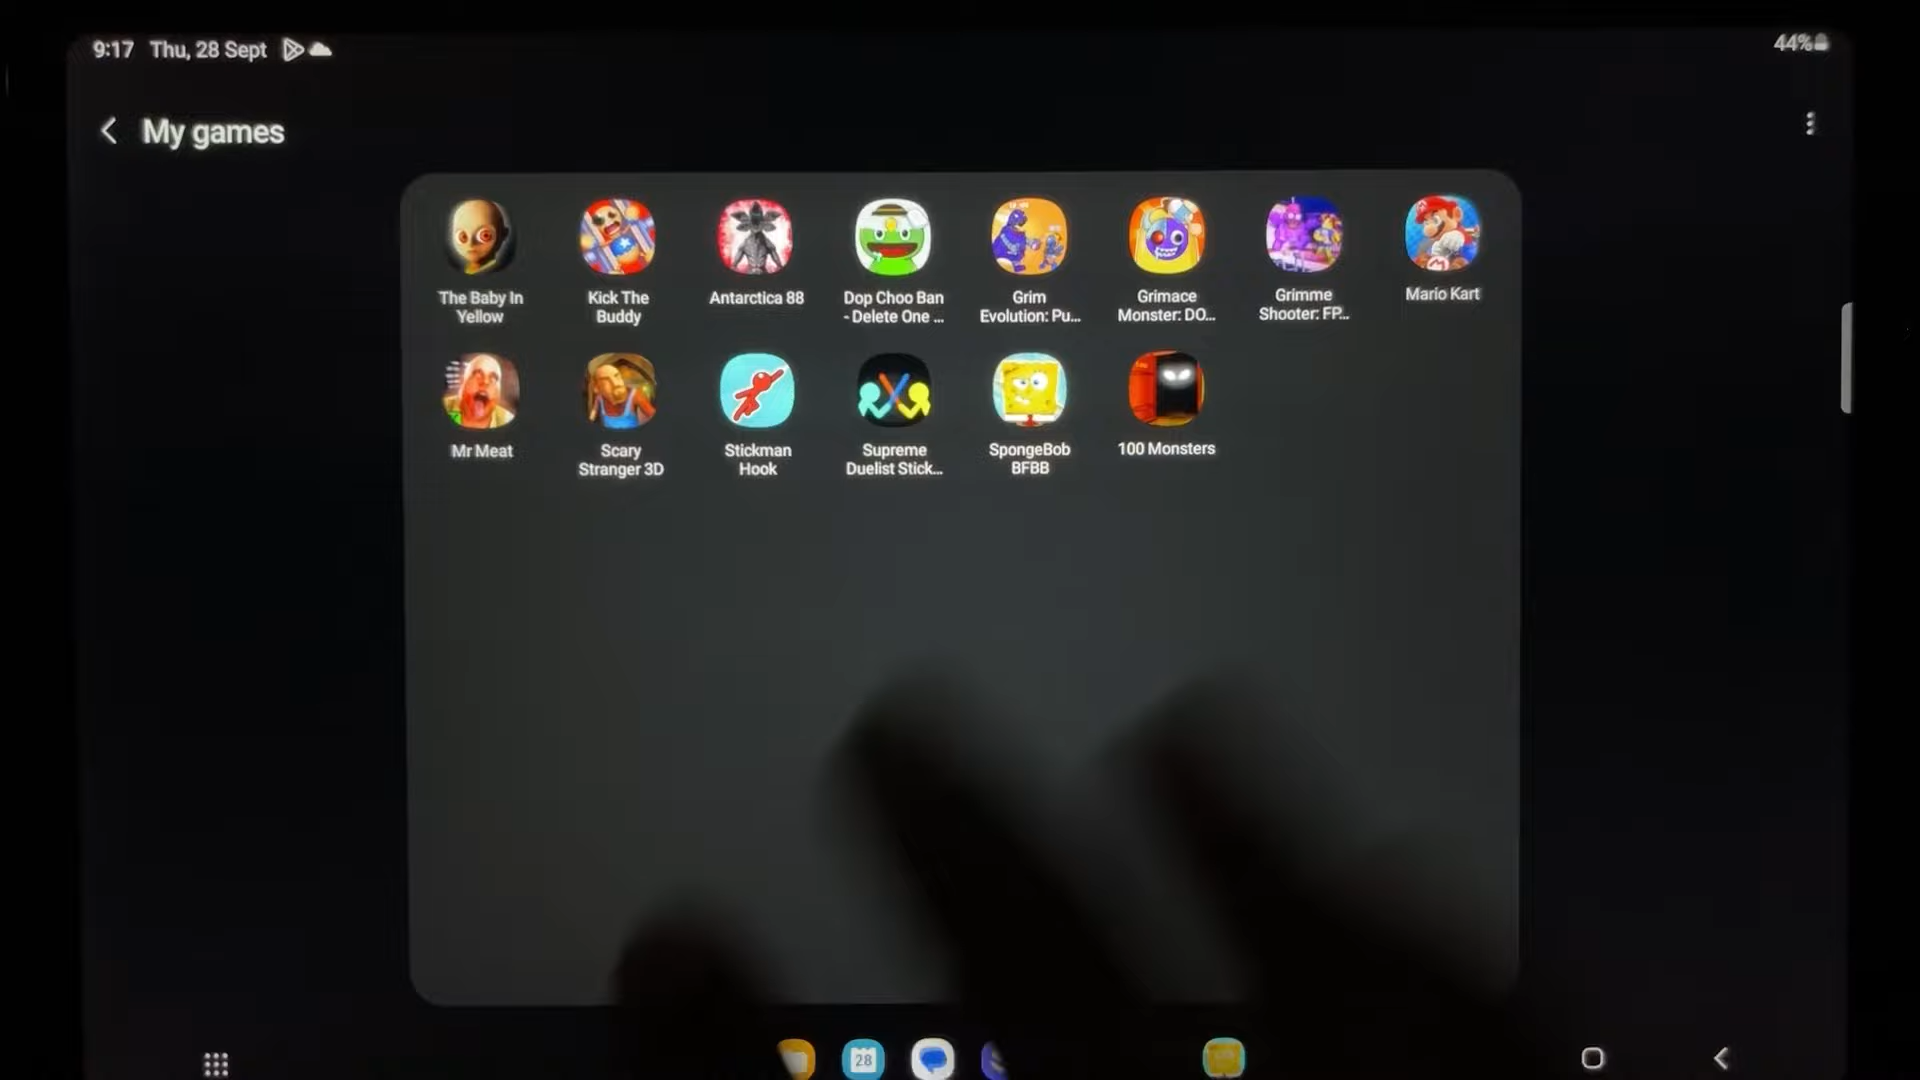 9:17 Thu, 28 Sept
44%
My games
The Baby In
Yellow
Kick The
Buddy
Antarctica 88
Dop Choo Ban
- Delete One ...
Grim
Evolution: Pu...
Grimace
Monster: DO...
Grimme
Shooter: FP...
Mario Kart
Mr Meat
Scary
Stranger 3D
Stickman
Hook
Supreme
Duelist Stick...
SpongeBob
BFBB
100 Monsters
28